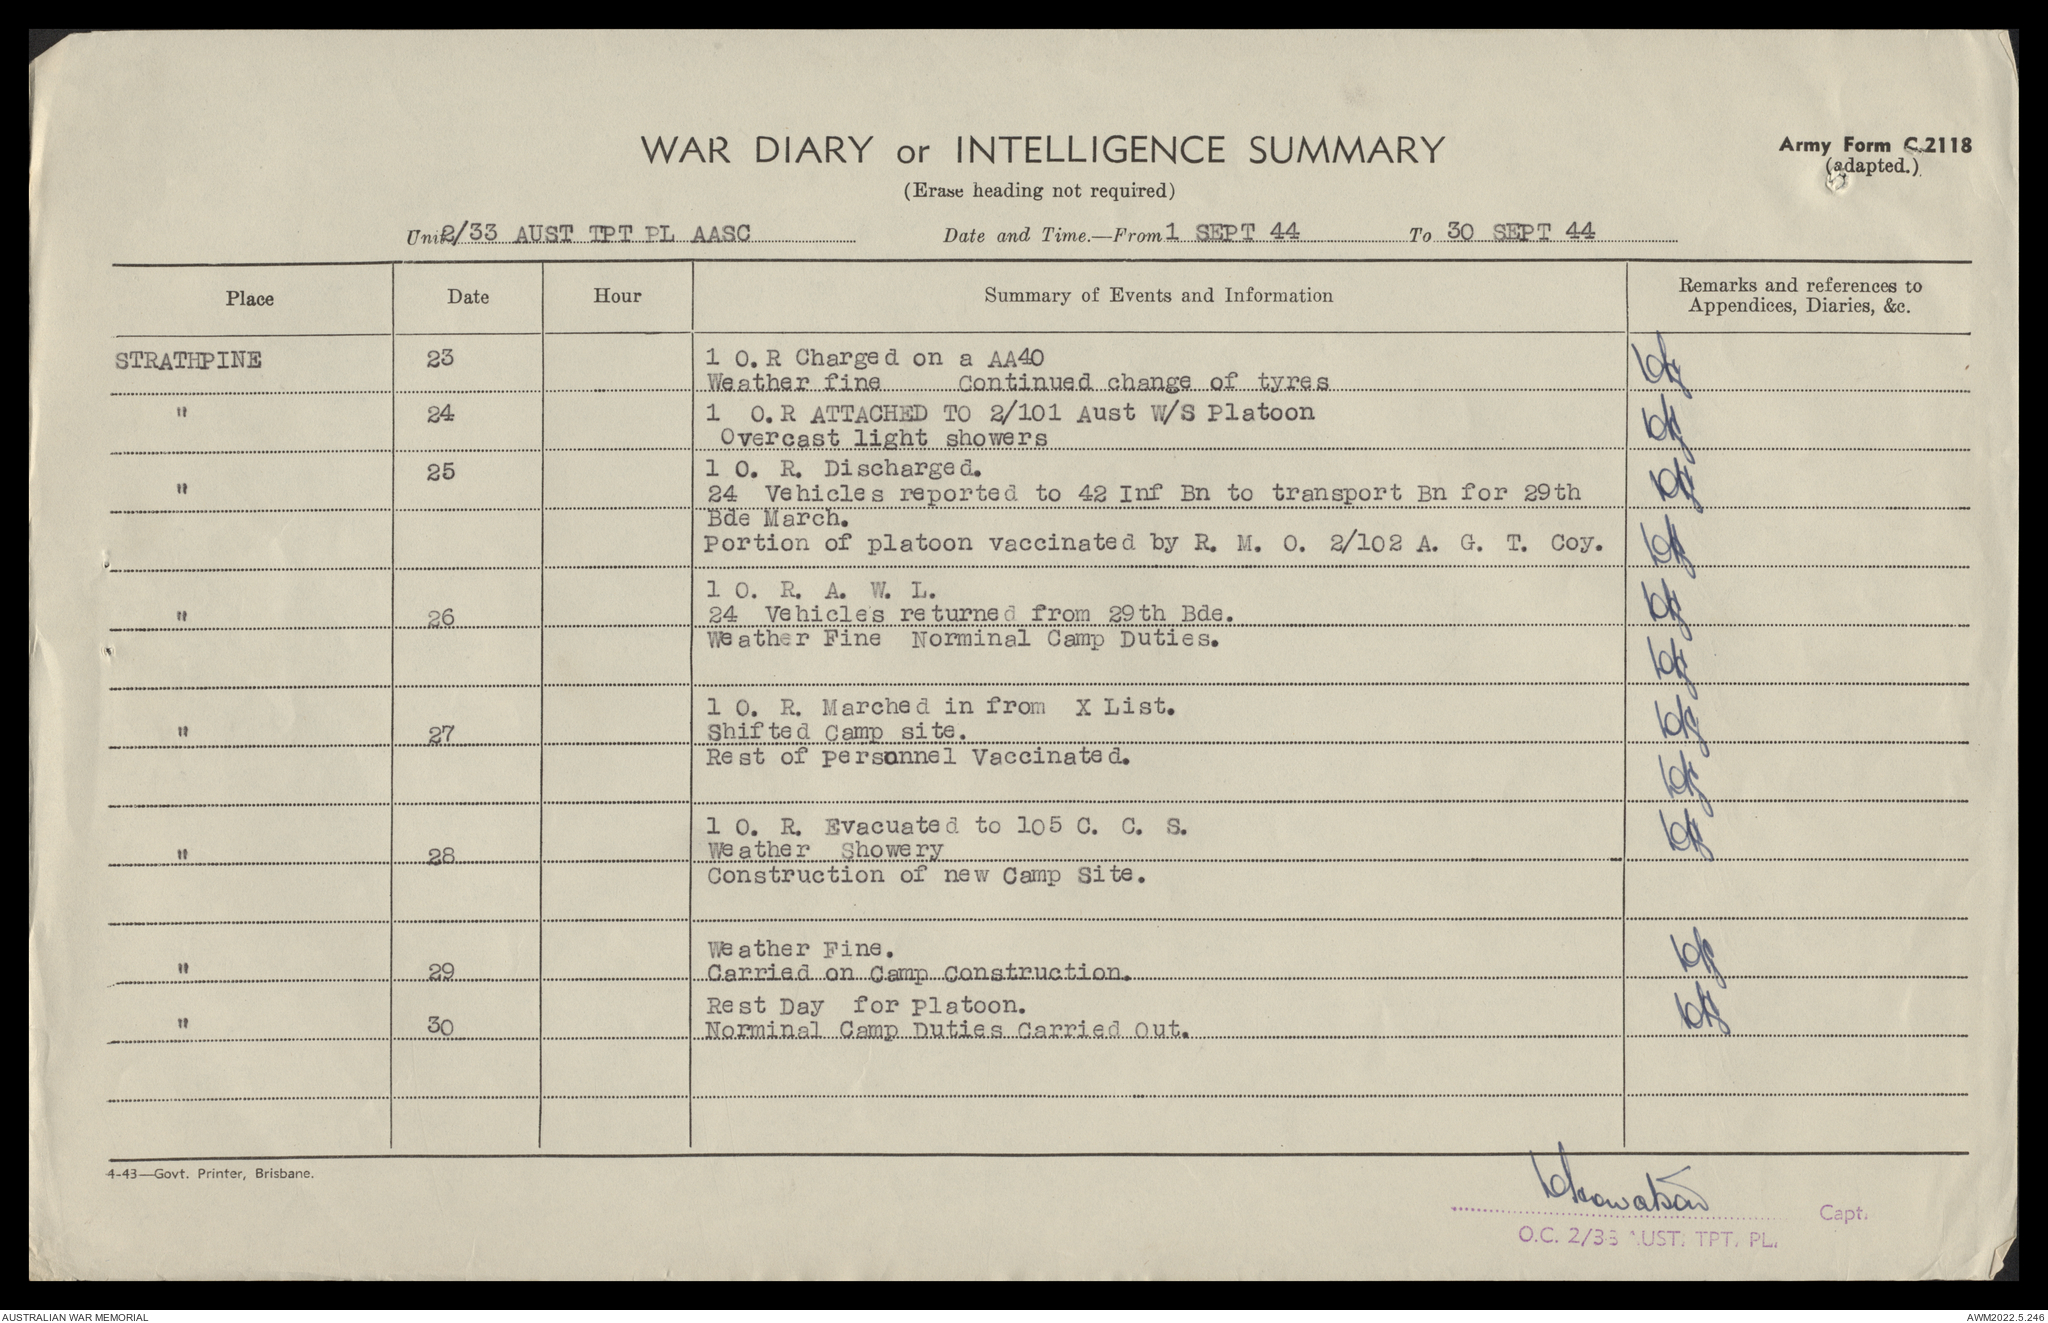 WAR DIARY or INTELLIGENCE SUMMARY
Army Form C.2118
(adapted.)
(Erase heading not required)
Unit 2/33 AUST TPT PL AASC Date and Time.—From 1 SEPT 44 To 30 SEPT 44
Place Date Hour Summary of Events and Information Remarks and references to
Appendices, Diaries, &c.
STRATHPINE 23 1 O.R Charged on a AA40
Weather fine Continued change of tyres
" 24 1 O.R ATTACHED TO 2/101 Aust W/S Platoon
Overcast light showers
25 1 O. R. Discharged.
" 24 Vehicles reported to 42 Inf Bn to transport Bn for 29th
Bde March.
Portion of platoon vaccinated by R. M. O. 2/102 A. G. T. Coy.
1 O. R. A. W. L.
" 26 24 Vehicles returned from 29th Bde.
Weather Fine Norminal Camp Duties.
1 O. R. Marched in from X List.
" 27 Shifted Camp site.
Rest of personnel Vaccinated.
1 O. R. Evacuated to 105 C. C. S.
" 28 Weather Showery
Construction of new Camp Site.
Weather Fine.
" 29 Carried on Camp Construction.
Rest Day for Platoon.
" 30 Norminal Camp Duties Carried Out.
4-43—Govt. Printer, Brisbane.
Capt.
O.C. 2/33 AUST. TPT. PL.
AUSTRALIAN WAR MEMORIAL
AWM2022.5.246